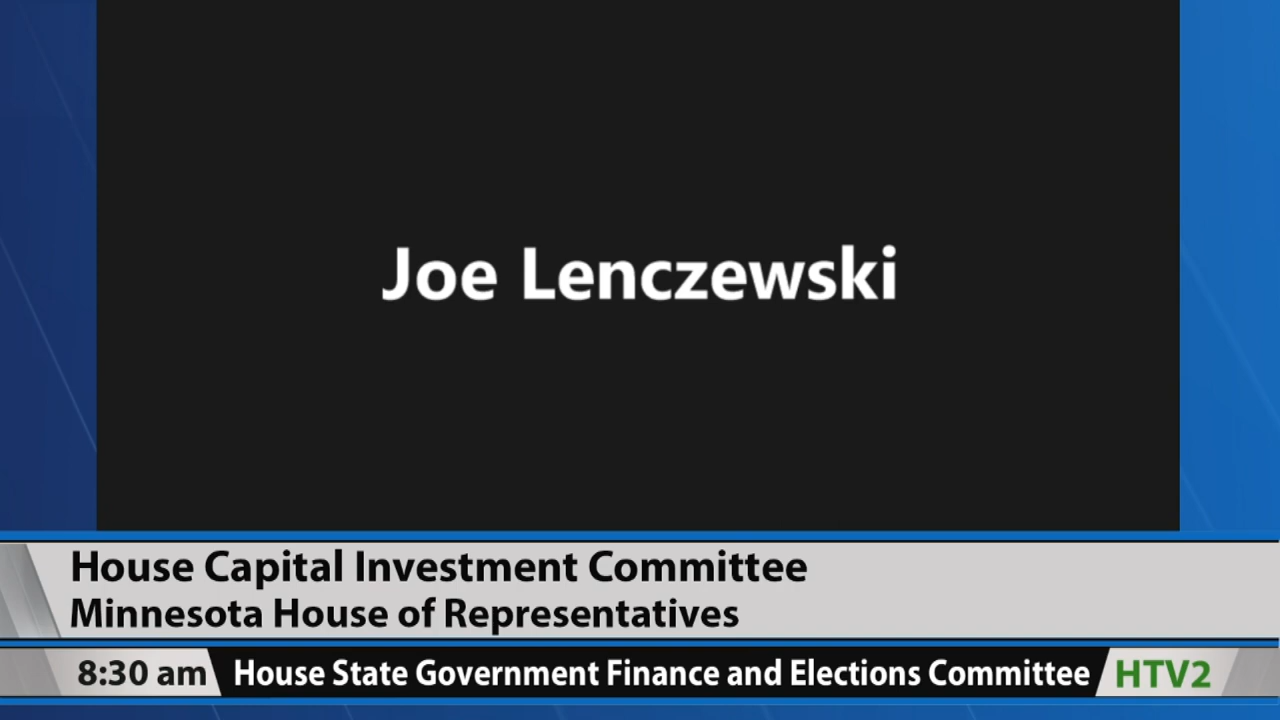 Joe Lenczewski
House Capital Investment Committee
Minnesota House of Representatives
8:30 am House State Government Finance and Elections Committee HTV2